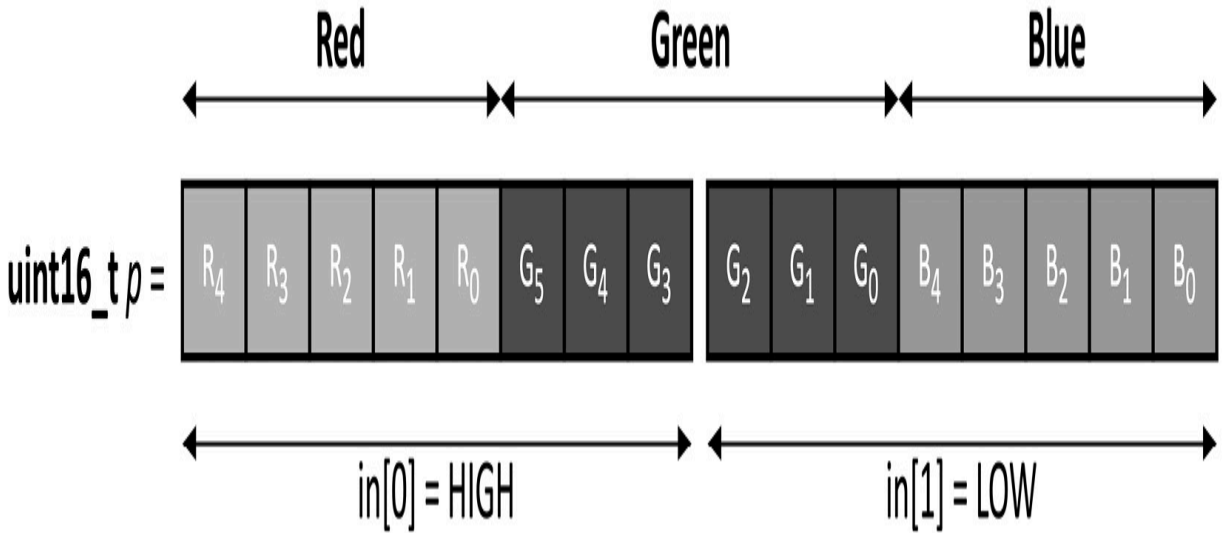 Red Green Blue
uint16_t p = R4 R3 R2 R1 R0 G5 G4 G3 G2 G1 G0 B4 B3 B2 B1 B0
in[0] = HIGH in[1] = LOW